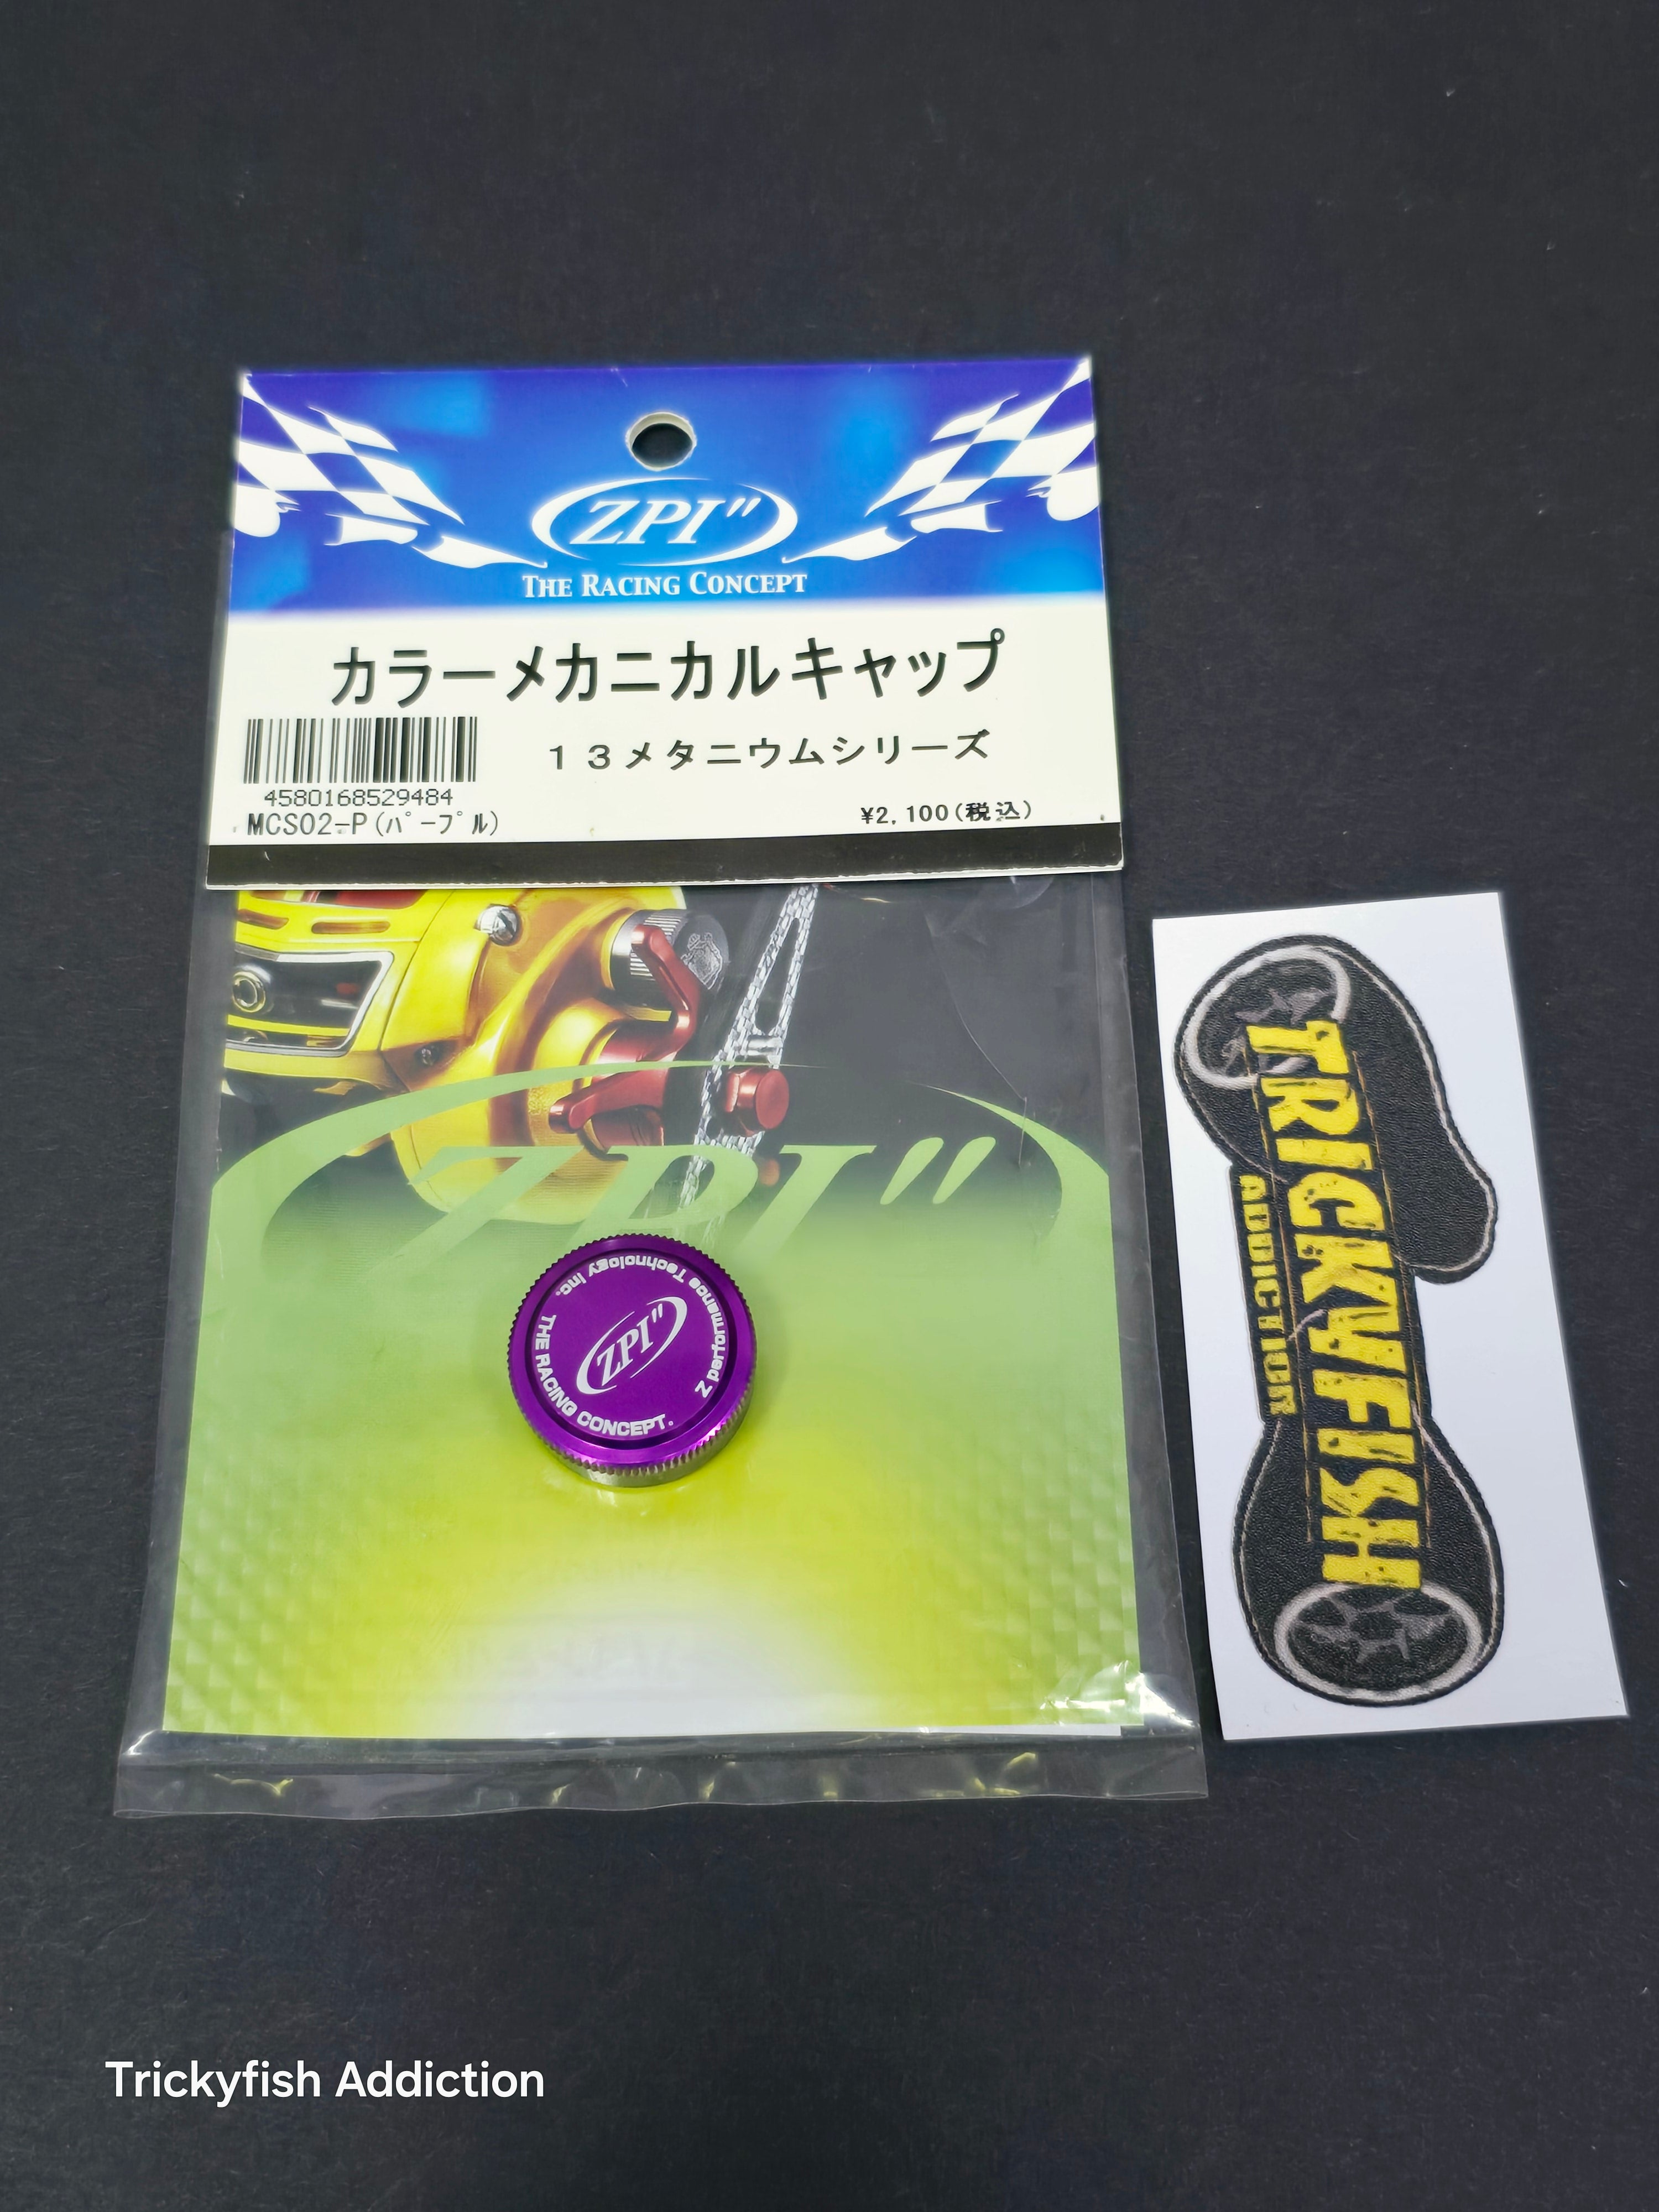 ZPI"
THE RACING CONCEPT
カラーメカニカルキャップ
13メタニウムシリーズ
4580168529484
MCS02-P(ﾊﾟｰﾌﾟﾙ)
¥2,100(税込)
ZPI"
Z performance Technology Inc.
ZPI"
THE RACING CONCEPT.
TRICKYFISH
ADDICTION
Trickyfish Addiction